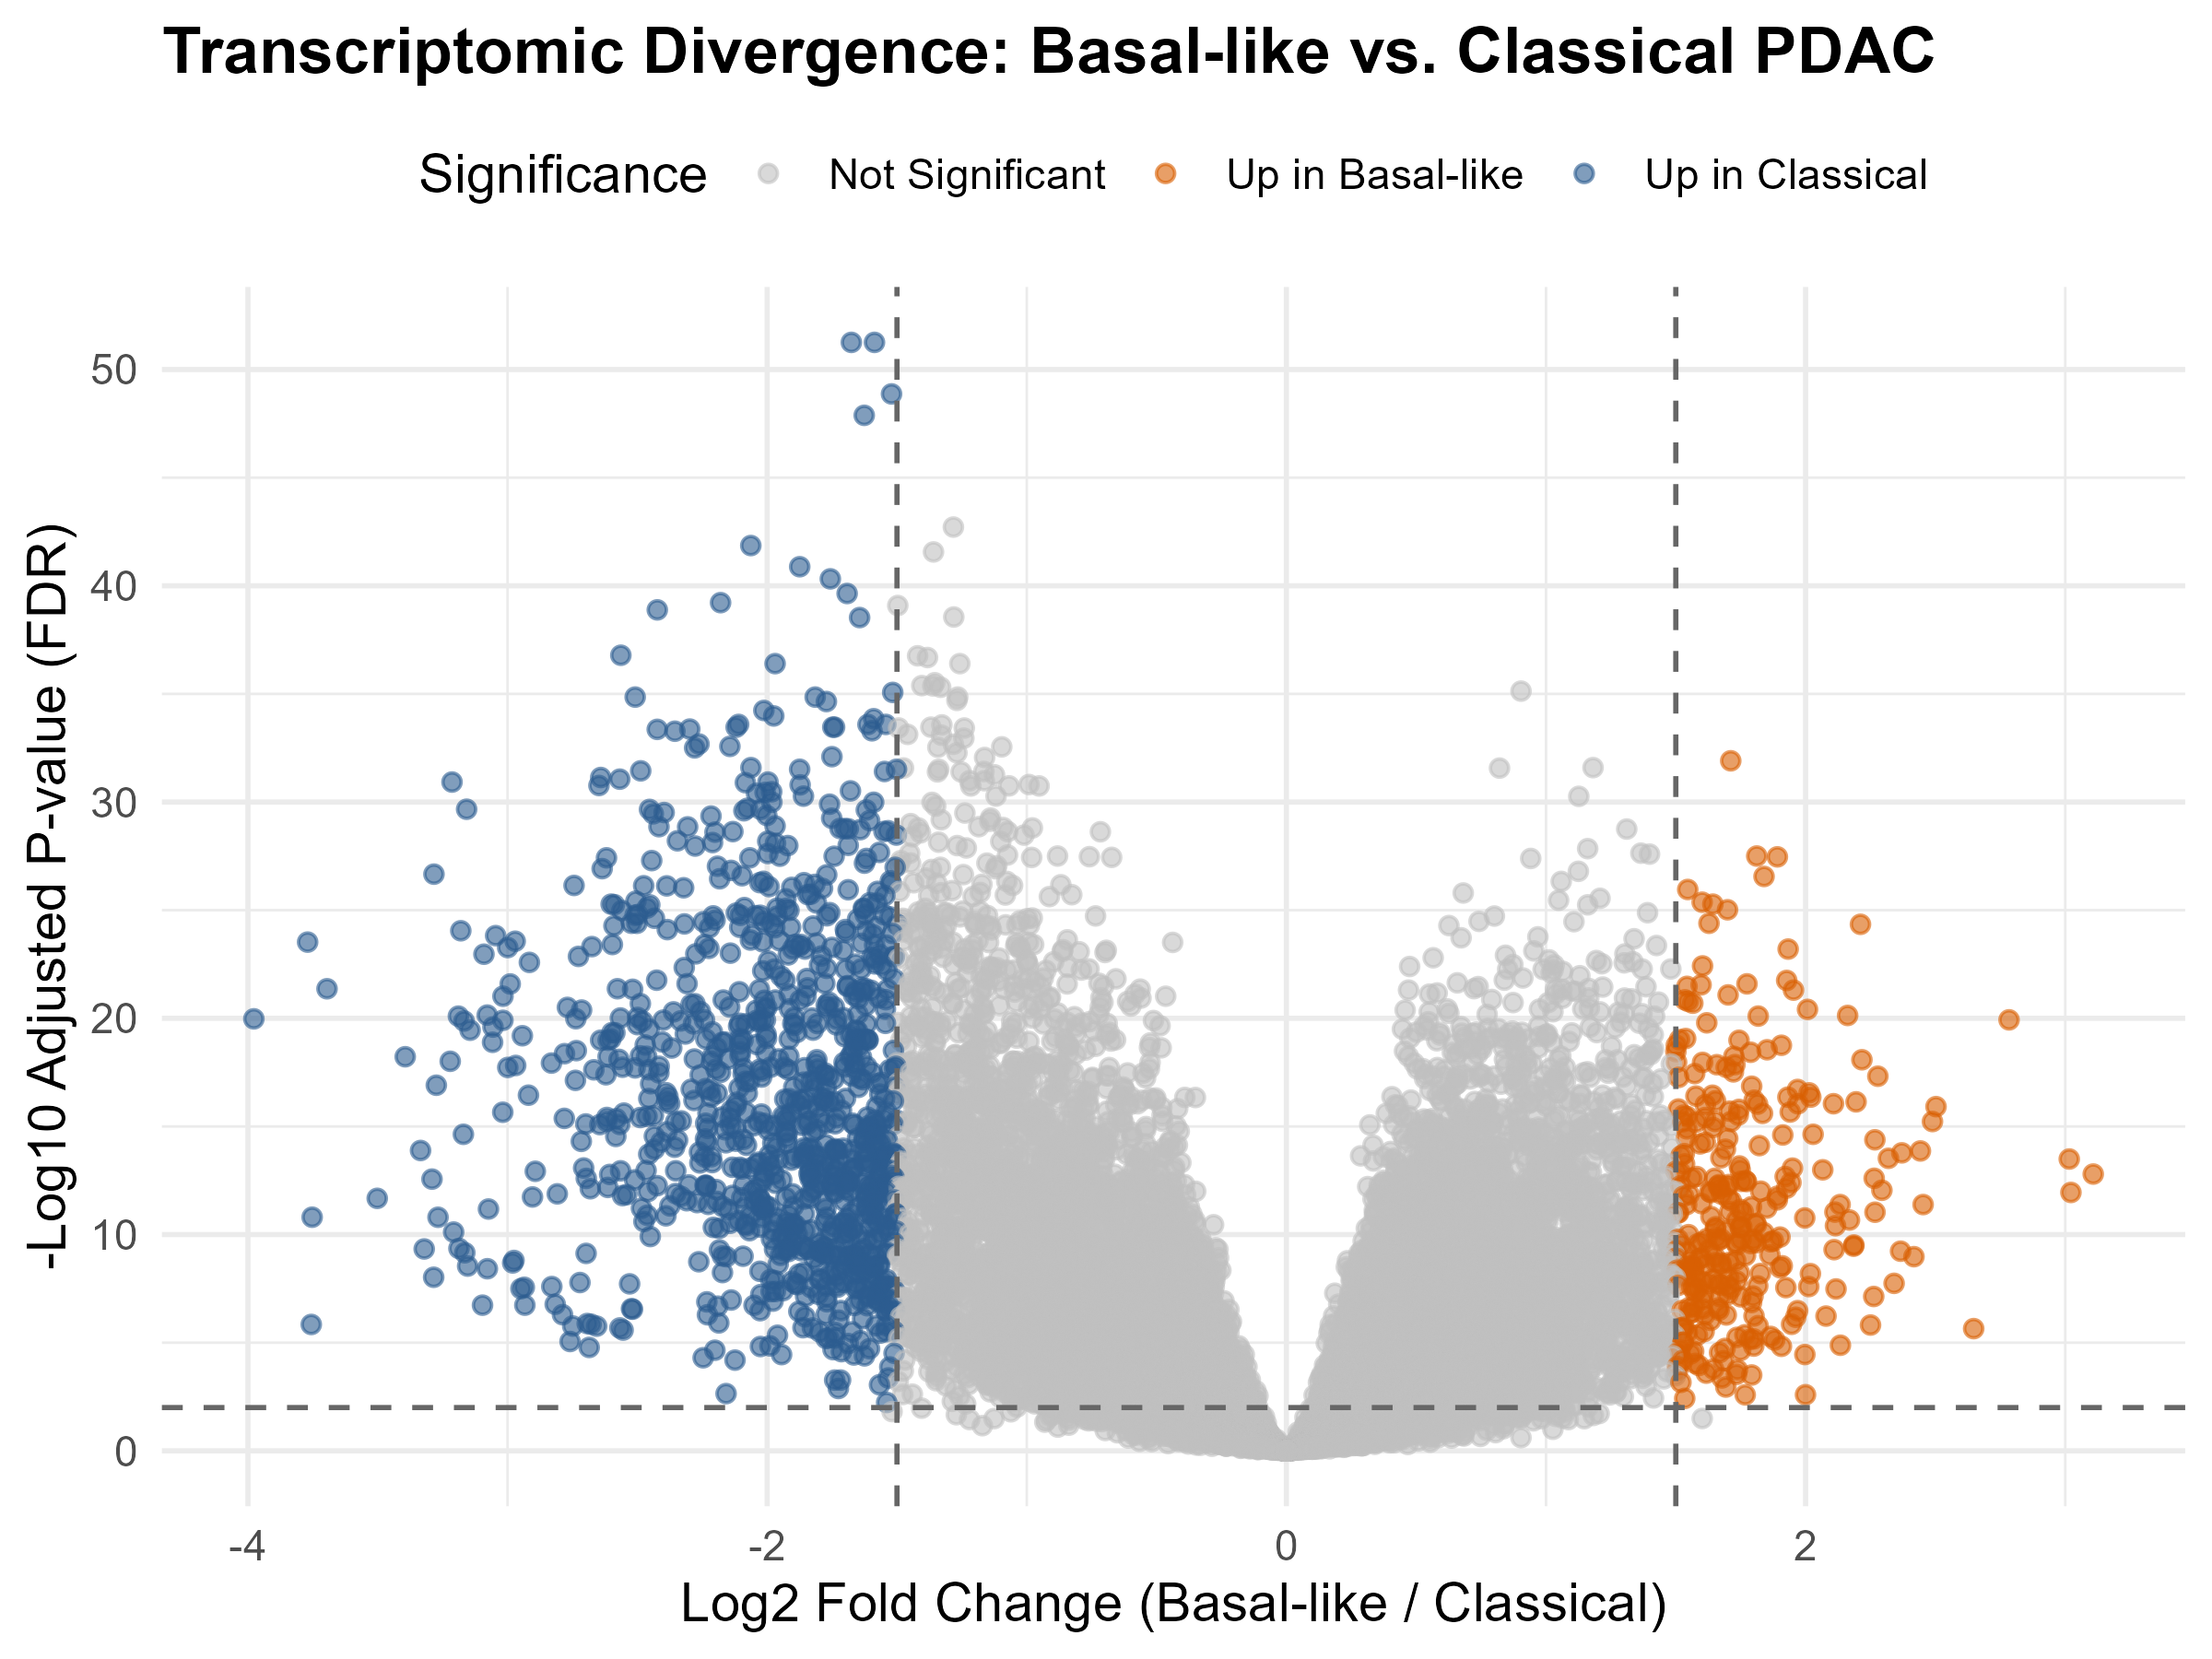 Transcriptomic Divergence: Basal-like vs. Classical PDAC
Significance Not Significant Up in Basal-like Up in Classical
-Log10 Adjusted P-value (FDR)
50
40
30
20
10
0
-4 -2 0 2
Log2 Fold Change (Basal-like / Classical)